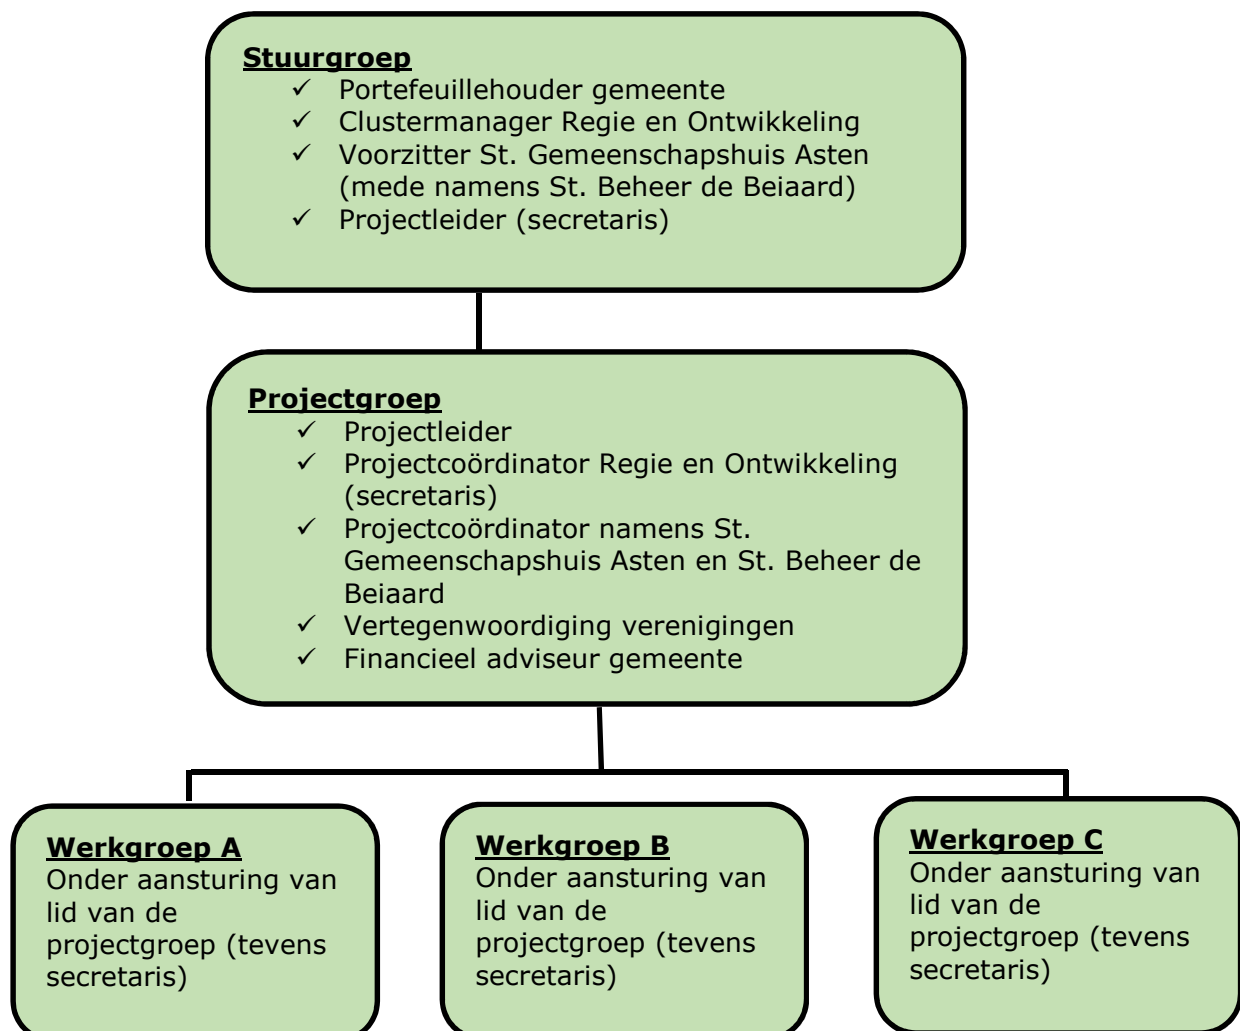 Stuurgroep
✓ Portefeuillehouder gemeente
✓ Clustermanager Regie en Ontwikkeling
✓ Voorzitter St. Gemeenschapshuis Asten
(mede namens St. Beheer de Beiaard)
✓ Projectleider (secretaris)
Projectgroep
✓ Projectleider
✓ Projectcoördinator Regie en Ontwikkeling
(secretaris)
✓ Projectcoördinator namens St.
Gemeenschapshuis Asten en St. Beheer de
Beiaard
✓ Vertegenwoordiging verenigingen
✓ Financieel adviseur gemeente
Werkgroep A
Onder aansturing van
lid van de
projectgroep (tevens
secretaris)
Werkgroep B
Onder aansturing van
lid van de
projectgroep (tevens
secretaris)
Werkgroep C
Onder aansturing van
lid van de
projectgroep (tevens
secretaris)